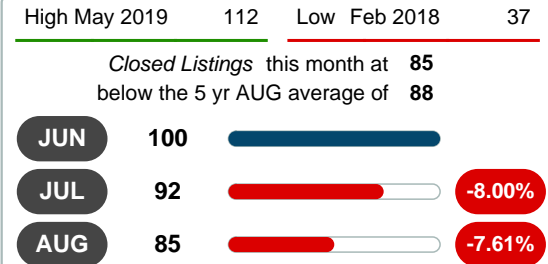 High May 2019 112 Low Feb 2018 37
Closed Listings this month at 85
below the 5 yr AUG average of 88
JUN 100
JUL 92 -8.00%
AUG 85 -7.61%